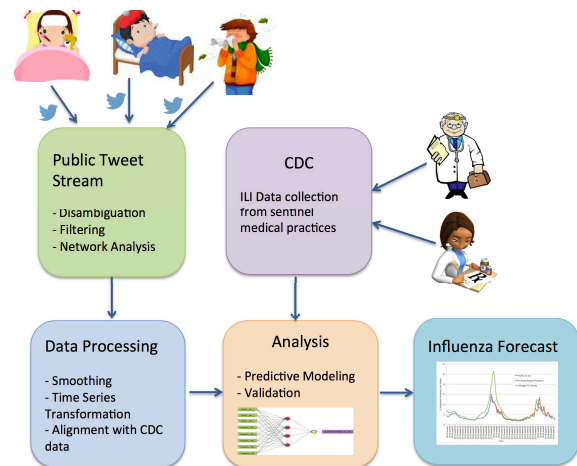 Public Tweet
Stream
- Disambiguation
- Filtering
- Network Analysis
CDC
ILI Data collection
from sentinel
medical practices
Data Processing
- Smoothing
- Time Series
Transformation
- Alignment with CDC
data
Analysis
- Predictive Modeling
- Validation
Influenza Forecast